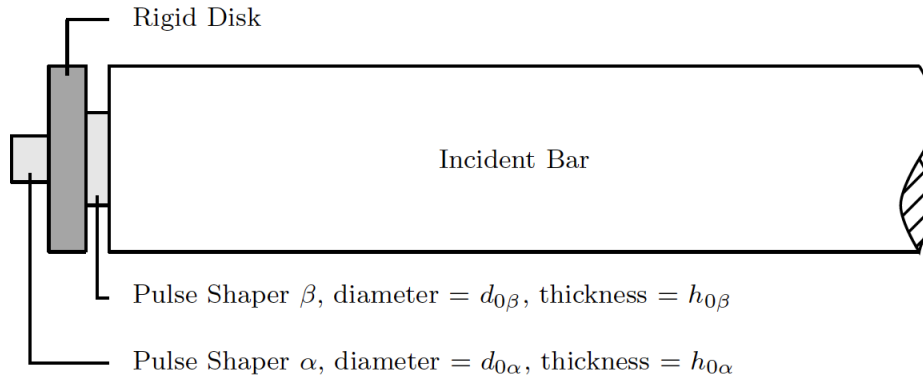 Rigid Disk
Incident Bar
Pulse Shaper β, diameter = d₀β, thickness = h₀β
Pulse Shaper α, diameter = d₀α, thickness = h₀α